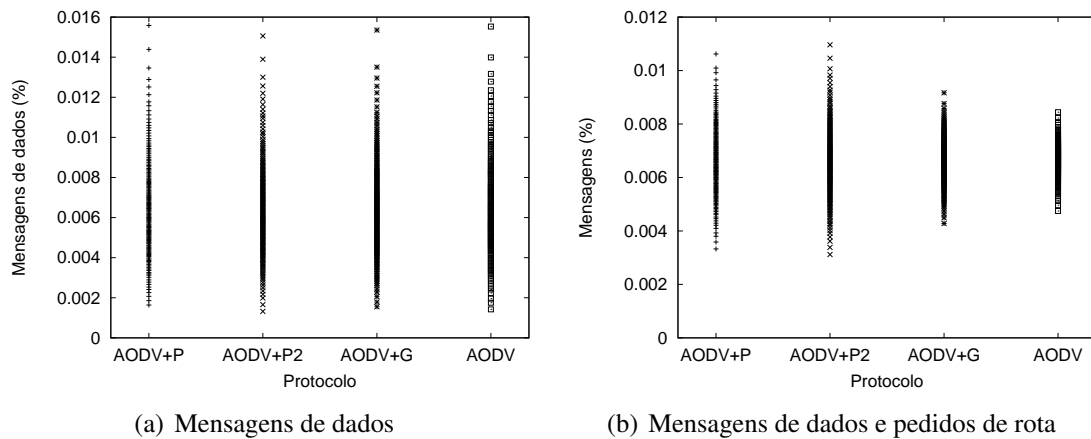 0.016
0.014
0.012
0.01
0.008
0.006
0.004
0.002
0
Mensagens de dados (%)
AODV+P AODV+P2 AODV+G AODV
Protocolo
(a) Mensagens de dados
0.012
0.01
0.008
0.006
0.004
0.002
0
Mensagens (%)
AODV+P AODV+P2 AODV+G AODV
Protocolo
(b) Mensagens de dados e pedidos de rota